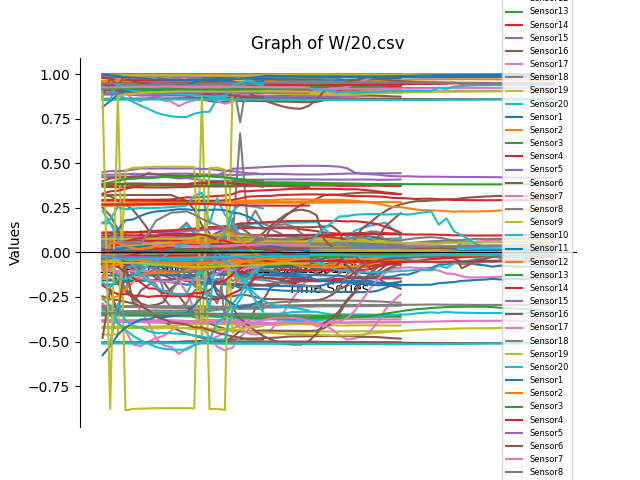 Graph of W/20.csv
Values
1.00
0.75
0.50
0.25
0.00
−0.25
−0.50
−0.75
Time Series
Sensor13
Sensor14
Sensor15
Sensor16
Sensor17
Sensor18
Sensor19
Sensor20
Sensor1
Sensor2
Sensor3
Sensor4
Sensor5
Sensor6
Sensor7
Sensor8
Sensor9
Sensor10
Sensor11
Sensor12
Sensor13
Sensor14
Sensor15
Sensor16
Sensor17
Sensor18
Sensor19
Sensor20
Sensor1
Sensor2
Sensor3
Sensor4
Sensor5
Sensor6
Sensor7
Sensor8